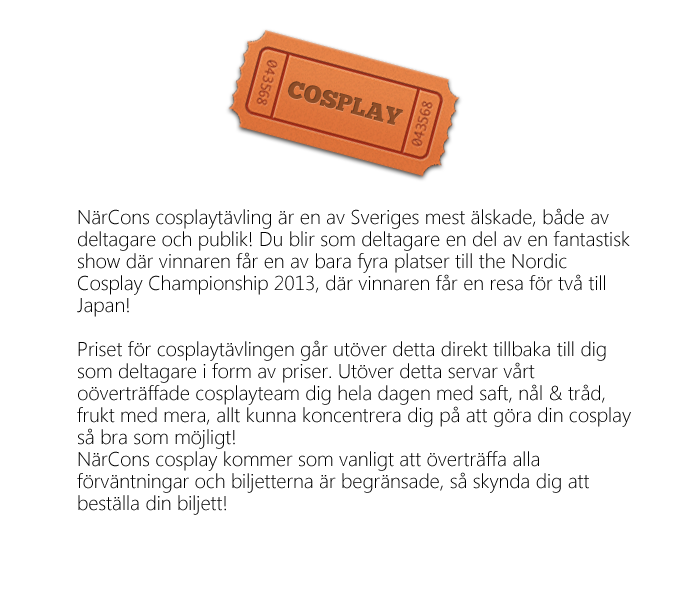 COSPLAY
043568
043568
NärCons cosplaytävling är en av Sveriges mest älskade, både av
deltagare och publik! Du blir som deltagare en del av en fantastisk
show där vinnaren får en av bara fyra platser till the Nordic
Cosplay Championship 2013, där vinnaren får en resa för två till
Japan!
Priset för cosplaytävlingen går utöver detta direkt tillbaka till dig
som deltagare i form av priser. Utöver detta servar vårt
oöverträffade cosplayteam dig hela dagen med saft, nål & tråd,
frukt med mera, allt kunna koncentrera dig på att göra din cosplay
så bra som möjligt!
NärCons cosplay kommer som vanligt att överträffa alla
förväntningar och biljetterna är begränsade, så skynda dig att
beställa din biljett!